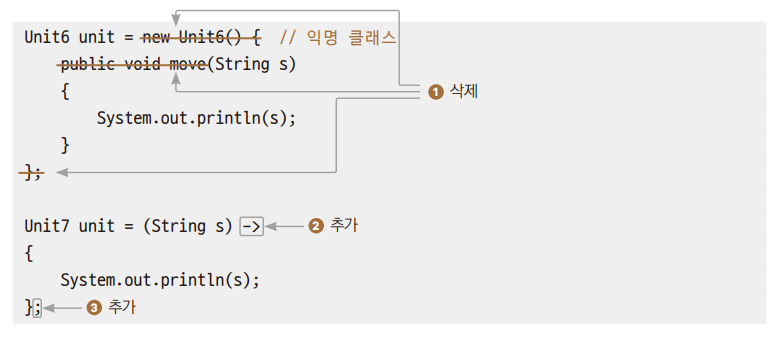 Unit6 unit = new Unit6() { // 익명 클래스
public void move(String s)
{
❶ 삭제
System.out.println(s);
}
};
Unit7 unit = (String s) -> ❷ 추가
{
System.out.println(s);
}; ❸ 추가